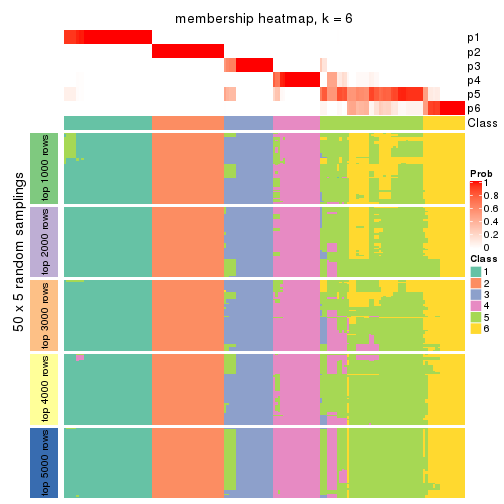 membership heatmap, k = 6
p1
p2
p3
p4
p5
p6
Class
50 x 5 random samplings
top 1000 rows
top 2000 rows
top 3000 rows
top 4000 rows
top 5000 rows
Prob
1
0.8
0.6
0.4
0.2
0
Class
1
2
3
4
5
6